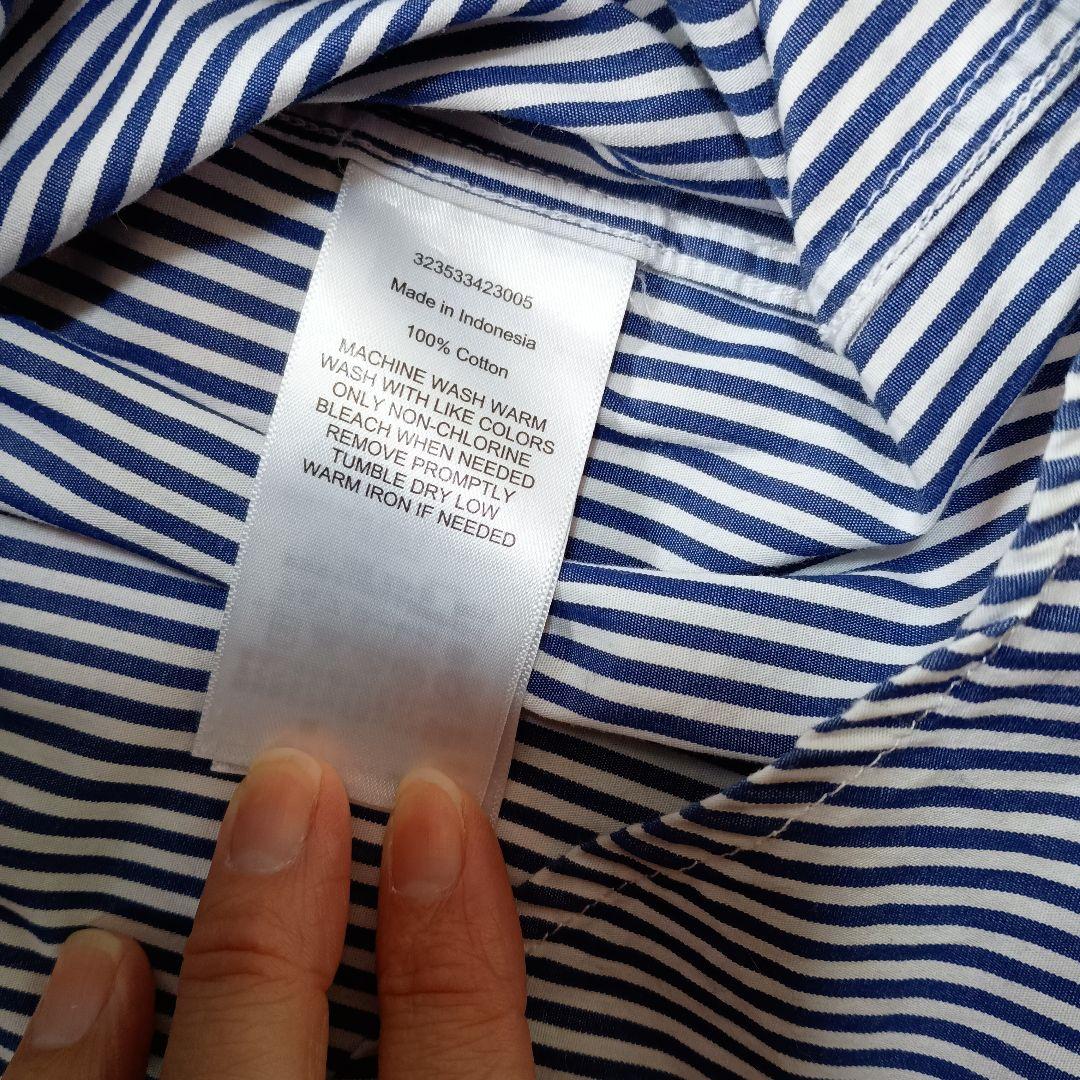 323533423005
Made in Indonesia
100% Cotton
MACHINE WASH WARM
WASH WITH LIKE COLORS
ONLY NON-CHLORINE
BLEACH WHEN NEEDED
REMOVE PROMPTLY
TUMBLE DRY LOW
WARM IRON IF NEEDED